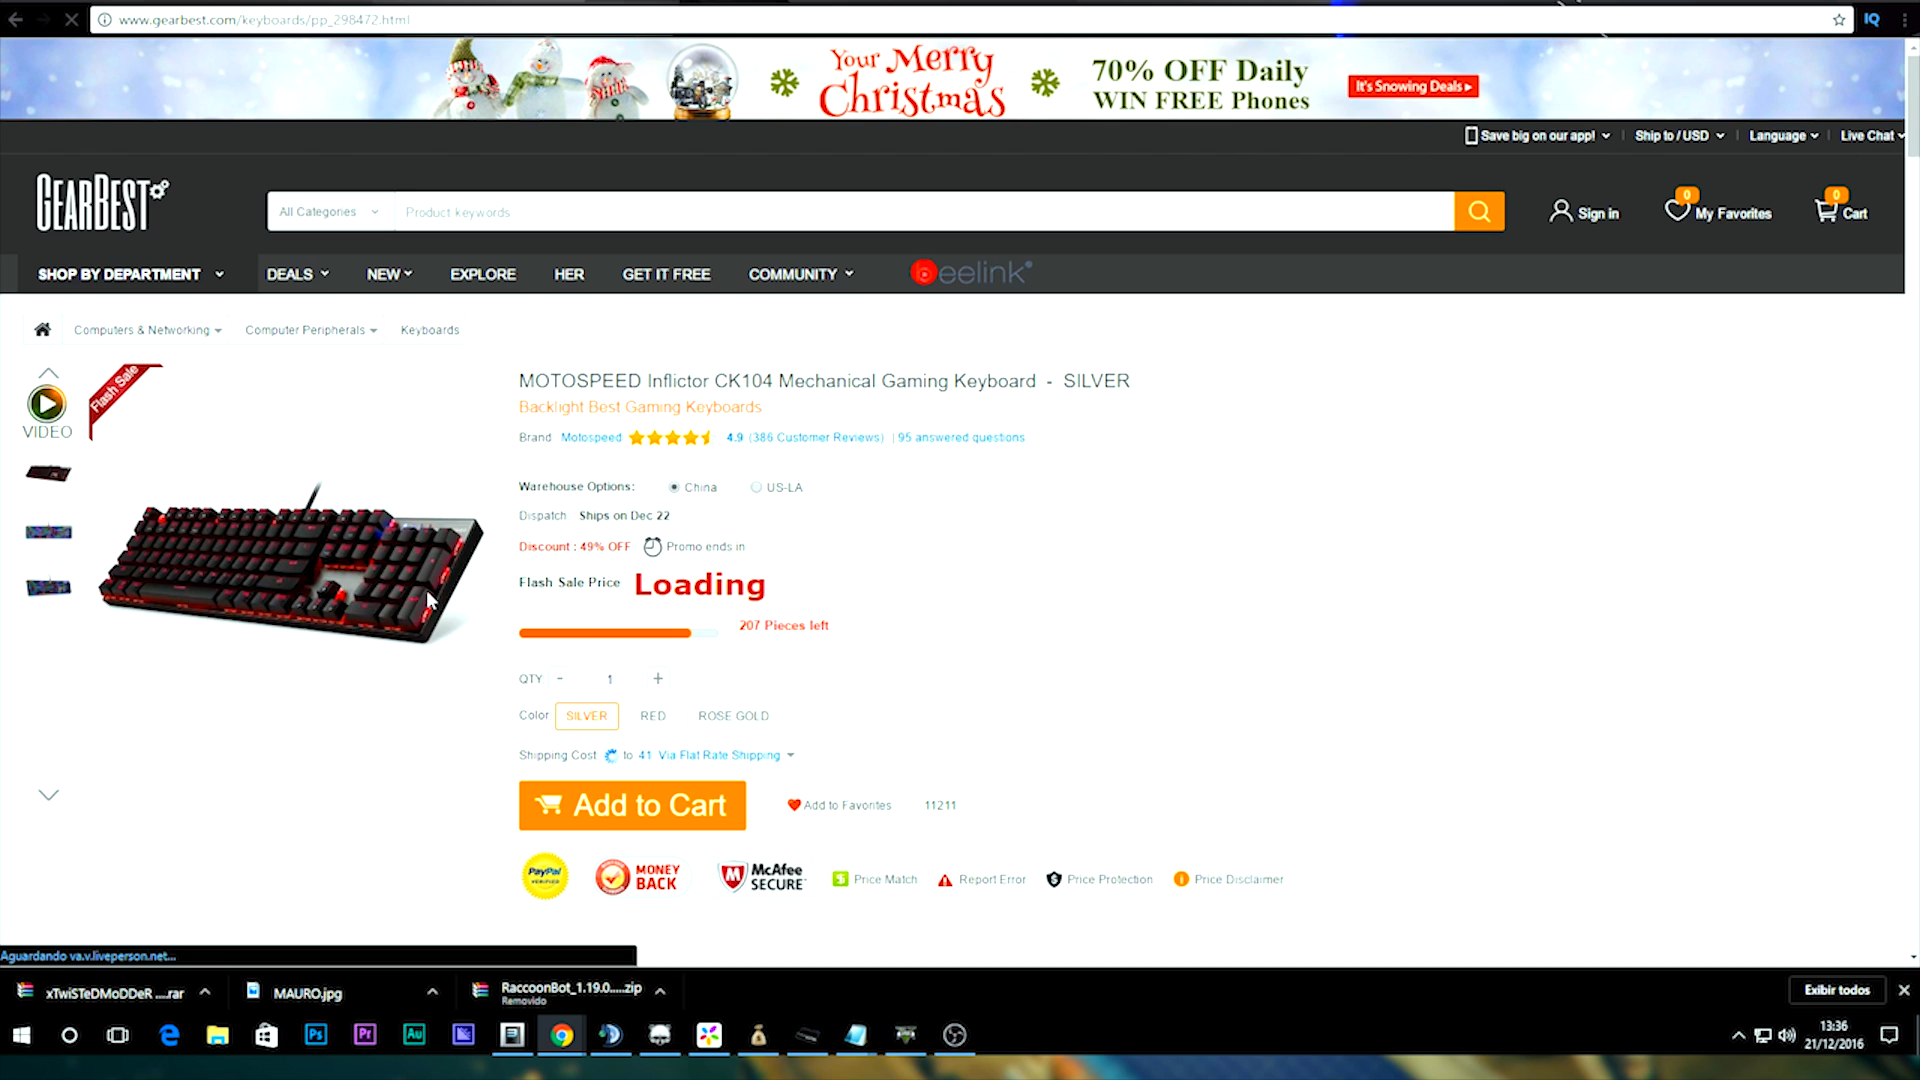 www.gearbest.com/keyboards/pp_298472.html
IQ
Your Merry
Christmas
70% OFF Daily
WIN FREE Phones
It's Snowing Deals
Save big on our app!
Ship to / USD
Language
Live Chat
GEARBEST
All Categories
Product keywords
Sign in
0
My Favorites
0
Cart
SHOP BY DEPARTMENT
DEALS
NEW
EXPLORE
HER
GET IT FREE
COMMUNITY
beelink
Computers & Networking
Computer Peripherals
Keyboards
Flash Sale
VIDEO
MOTOSPEED Inflictor CK104 Mechanical Gaming Keyboard - SILVER
Backlight Best Gaming Keyboards
Brand Motospeed 4.9 (386 Customer Reviews) | 95 answered questions
Warehouse Options: China US-LA
Dispatch Ships on Dec 22
Discount : 49% OFF Promo ends in
Flash Sale Price Loading
207 Pieces left
QTY - 1 +
Color SILVER RED ROSE GOLD
Shipping Cost to 41 Via Flat Rate Shipping
Add to Cart
Add to Favorites 11211
PayPal
VERIFIED
MONEY
BACK
McAfee
SECURE
Price Match
Report Error
Price Protection
Price Disclaimer
Aguardando va.v.liveperson.net...
xTwiSTeDMoDDeR ....rar
MAURO.jpg
RaccoonBot_1.19.0.....zip
Removido
Exibir todos
Ps
Pr
Au
13:36
21/12/2016